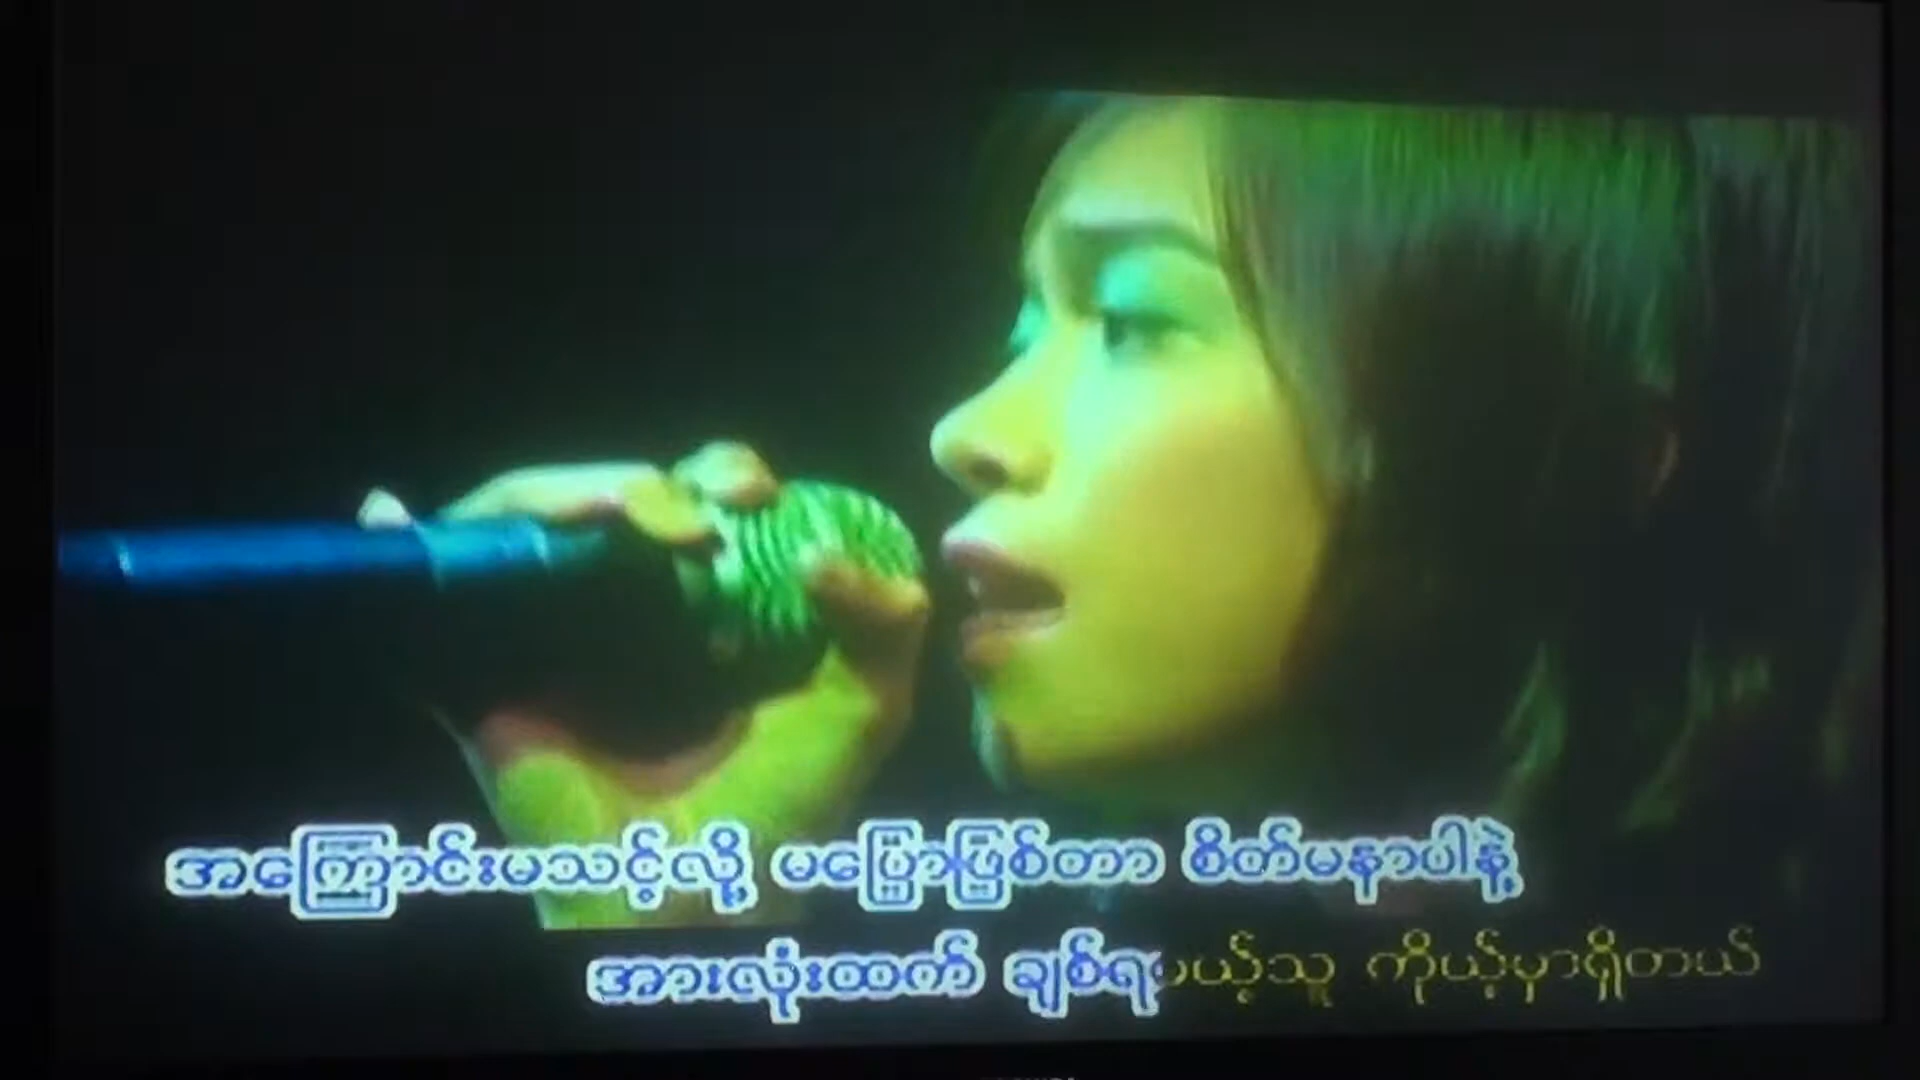 အကြောင်းမသင့်လို့ မပြောဖြစ်တာ စိတ်မနာပါနဲ့
အားလုံးထက် ချစ်ရမယ့်သူ ကိုယ့်မှာရှိတယ်